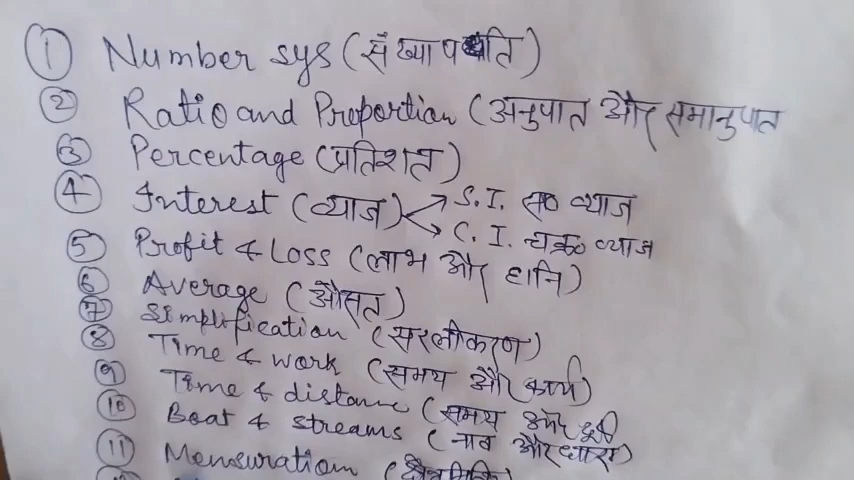 ① Number sys (संख्या पद्धति)
② Ratio and Proportion (अनुपात और समानुपात
③ Percentage (प्रतिशत)
④ Interest (ब्याज) S.I. सा० ब्याज
C.I. चक्र० ब्याज
⑤ Profit & Loss (लाभ और हानि)
⑥ Average (औसत)
⑦ Simplification (सरलीकरण)
⑧ Time & work (समय और कार्य)
⑨ Time & distance (समय और दूरी
⑩ Boat & streams (नाव और धारा)
⑪ Mensuration (क्षेत्रमिति)